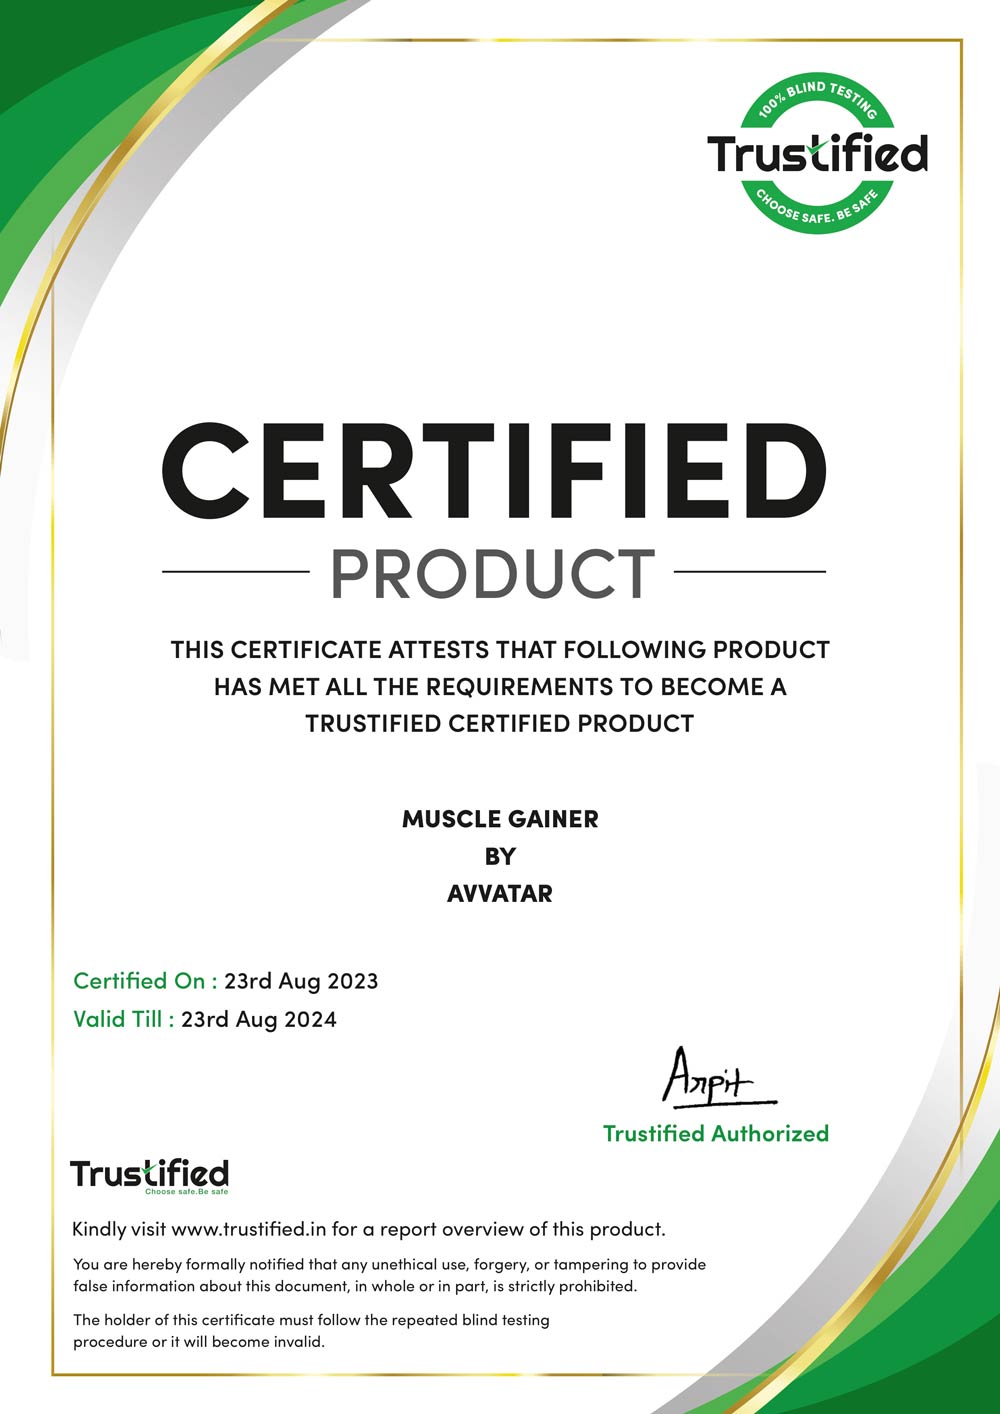 100% BLIND TESTING
Trustified
CHOOSE SAFE. BE SAFE
CERTIFIED
PRODUCT
THIS CERTIFICATE ATTESTS THAT FOLLOWING PRODUCT
HAS MET ALL THE REQUIREMENTS TO BECOME A
TRUSTIFIED CERTIFIED PRODUCT
MUSCLE GAINER
BY
AVVATAR
Certified On : 23rd Aug 2023
Valid Till : 23rd Aug 2024
Arpit
Trustified Authorized
Trustified
Choose safe.Be safe
Kindly visit www.trustified.in for a report overview of this product.
You are hereby formally notified that any unethical use, forgery, or tampering to provide
false information about this document, in whole or in part, is strictly prohibited.
The holder of this certificate must follow the repeated blind testing
procedure or it will become invalid.